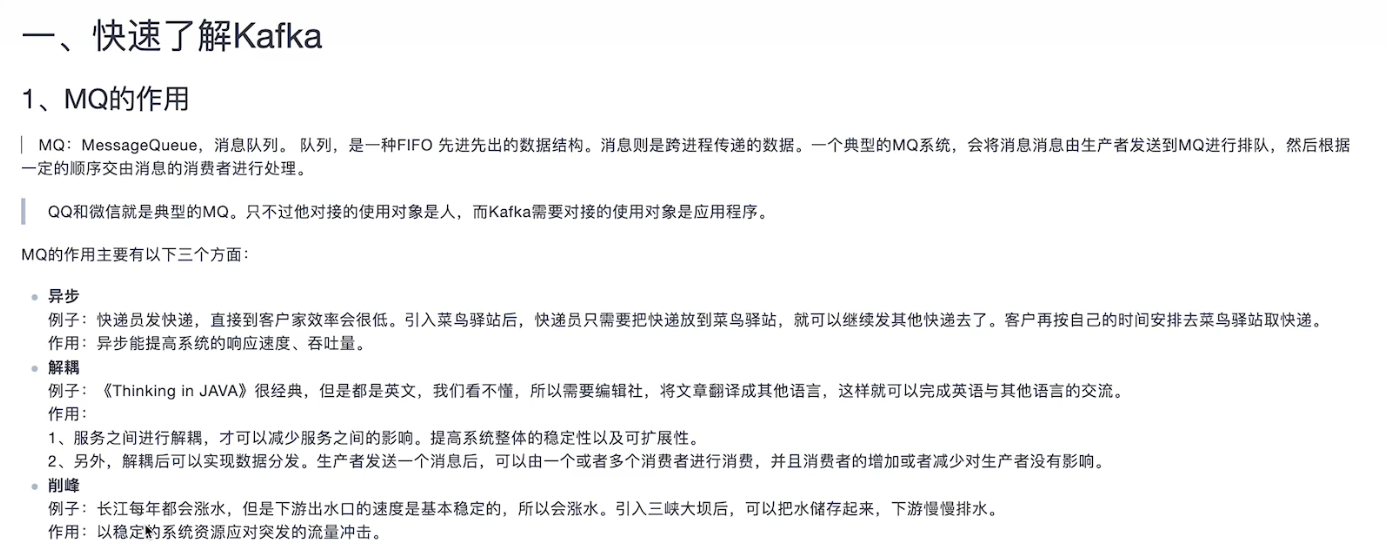 一、快速了解Kafka
1、MQ的作用
MQ：MessageQueue，消息队列。 队列，是一种FIFO 先进先出的数据结构。消息则是跨进程传递的数据。一个典型的MQ系统，会将消息消息由生产者发送到MQ进行排队，然后根据
一定的顺序交由消息的消费者进行处理。
QQ和微信就是典型的MQ。只不过他对接的使用对象是人，而Kafka需要对接的使用对象是应用程序。
MQ的作用主要有以下三个方面：
异步
例子：快递员发快递，直接到客户家效率会很低。引入菜鸟驿站后，快递员只需要把快递放到菜鸟驿站，就可以继续发其他快递去了。客户再按自己的时间安排去菜鸟驿站取快递。
作用：异步能提高系统的响应速度、吞吐量。
解耦
例子：《Thinking in JAVA》很经典，但是都是英文，我们看不懂，所以需要编辑社，将文章翻译成其他语言，这样就可以完成英语与其他语言的交流。
作用：
1、服务之间进行解耦，才可以减少服务之间的影响。提高系统整体的稳定性以及可扩展性。
2、另外，解耦后可以实现数据分发。生产者发送一个消息后，可以由一个或者多个消费者进行消费，并且消费者的增加或者减少对生产者没有影响。
削峰
例子：长江每年都会涨水，但是下游出水口的速度是基本稳定的，所以会涨水。引入三峡大坝后，可以把水储存起来，下游慢慢排水。
作用：以稳定的系统资源应对突发的流量冲击。